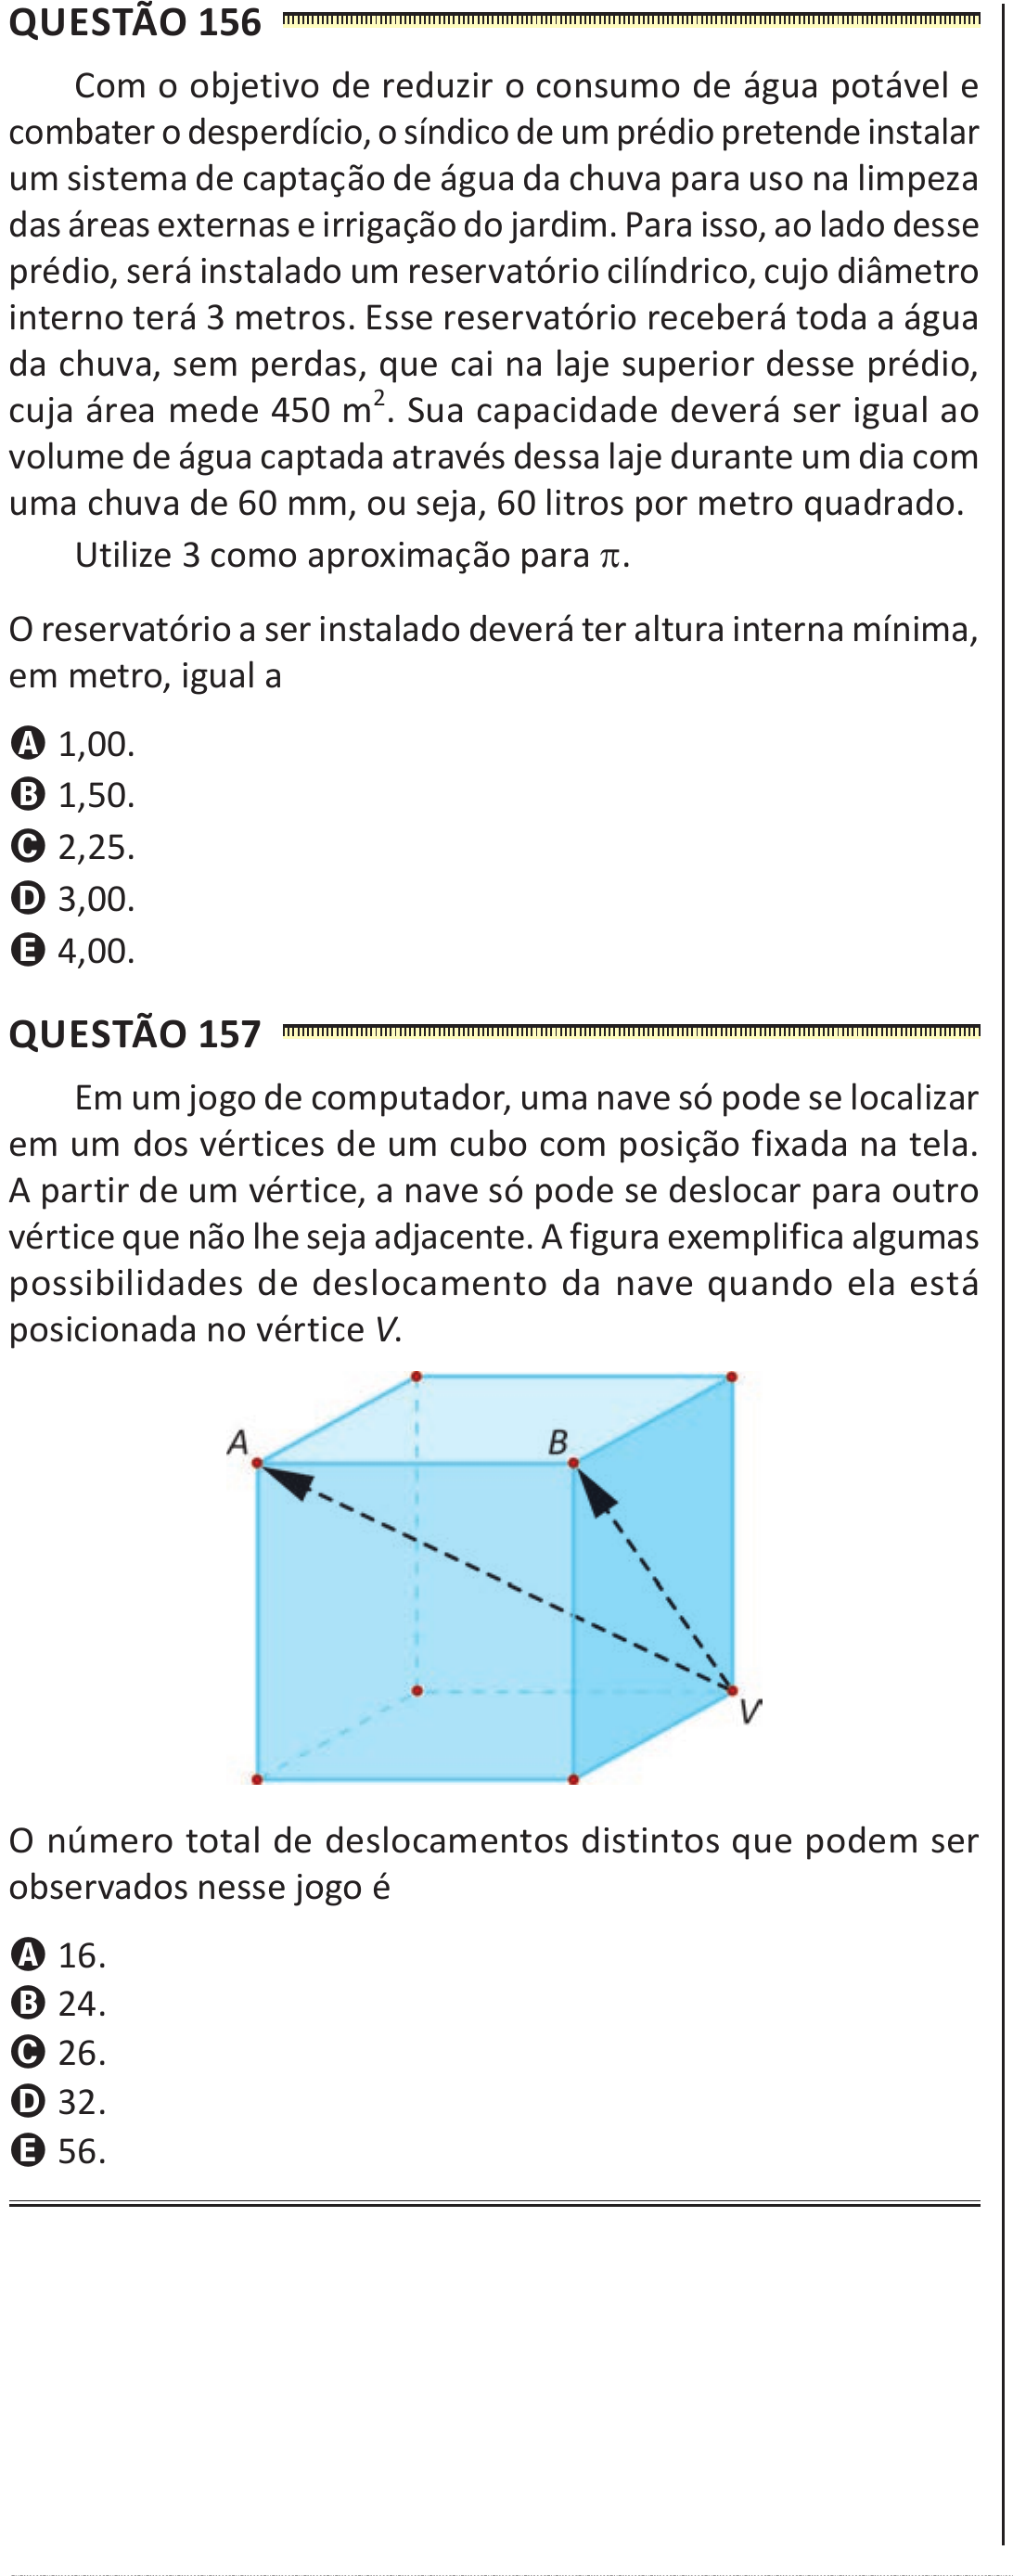 QUESTÃO 156
Com o objetivo de reduzir o consumo de água potável e
combater o desperdício, o síndico de um prédio pretende instalar
um sistema de captação de água da chuva para uso na limpeza
das áreas externas e irrigação do jardim. Para isso, ao lado desse
prédio, será instalado um reservatório cilíndrico, cujo diâmetro
interno terá 3 metros. Esse reservatório receberá toda a água
da chuva, sem perdas, que cai na laje superior desse prédio,
cuja área mede 450 m². Sua capacidade deverá ser igual ao
volume de água captada através dessa laje durante um dia com
uma chuva de 60 mm, ou seja, 60 litros por metro quadrado.
Utilize 3 como aproximação para π.
O reservatório a ser instalado deverá ter altura interna mínima,
em metro, igual a
A 1,00.
B 1,50.
C 2,25.
D 3,00.
E 4,00.
QUESTÃO 157
Em um jogo de computador, uma nave só pode se localizar
em um dos vértices de um cubo com posição fixada na tela.
A partir de um vértice, a nave só pode se deslocar para outro
vértice que não lhe seja adjacente. A figura exemplifica algumas
possibilidades de deslocamento da nave quando ela está
posicionada no vértice V.
A B
V
O número total de deslocamentos distintos que podem ser
observados nesse jogo é
A 16.
B 24.
C 26.
D 32.
E 56.